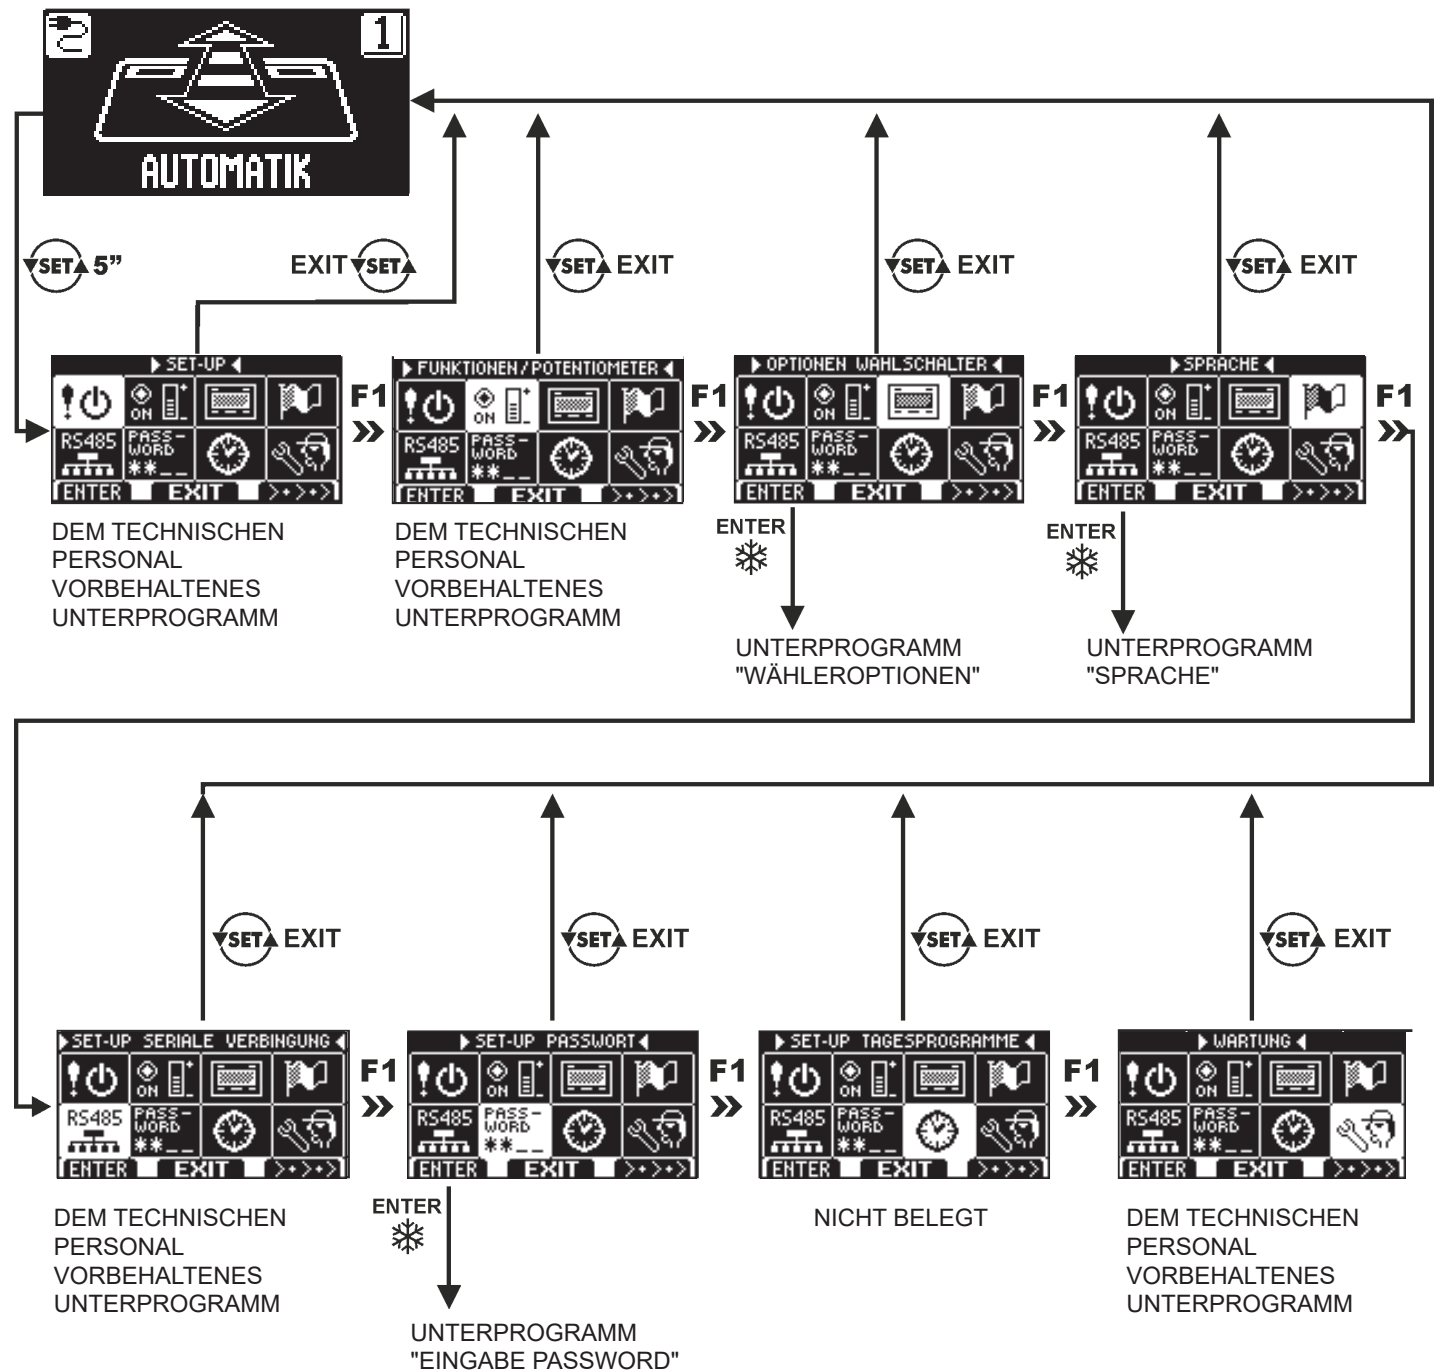 1
AUTOMATIK
SET 5”
EXIT SET
SET EXIT
SET EXIT
SET EXIT
SET-UP
ON
RS485
PASS-
WORD
**__
ENTER EXIT >•>•>
F1
FUNKTIONEN/POTENTIOMETER
ON
RS485
PASS-
WORD
**__
ENTER EXIT >•>•>
F1
OPTIONEN WAHLSCHALTER
ON
RS485
PASS-
WORD
**__
ENTER EXIT >•>•>
F1
SPRACHE
ON
RS485
PASS-
WORD
**__
ENTER EXIT >•>•>
F1
DEM TECHNISCHEN
PERSONAL
VORBEHALTENES
UNTERPROGRAMM
DEM TECHNISCHEN
PERSONAL
VORBEHALTENES
UNTERPROGRAMM
ENTER
UNTERPROGRAMM
"WÄHLEROPTIONEN"
ENTER
UNTERPROGRAMM
"SPRACHE"
SET EXIT
SET EXIT
SET EXIT
SET EXIT
SET-UP SERIALE VERBINGUNG
ON
RS485
PASS-
WORD
**__
ENTER EXIT >•>•>
F1
SET-UP PASSWORT
ON
RS485
PASS-
WORD
**__
ENTER EXIT >•>•>
F1
SET-UP TAGESPROGRAMME
ON
RS485
PASS-
WORD
**__
ENTER EXIT >•>•>
F1
WARTUNG
ON
RS485
PASS-
WORD
**__
ENTER EXIT >•>•>
DEM TECHNISCHEN
PERSONAL
VORBEHALTENES
UNTERPROGRAMM
ENTER
UNTERPROGRAMM
"EINGABE PASSWORD"
NICHT BELEGT
DEM TECHNISCHEN
PERSONAL
VORBEHALTENES
UNTERPROGRAMM